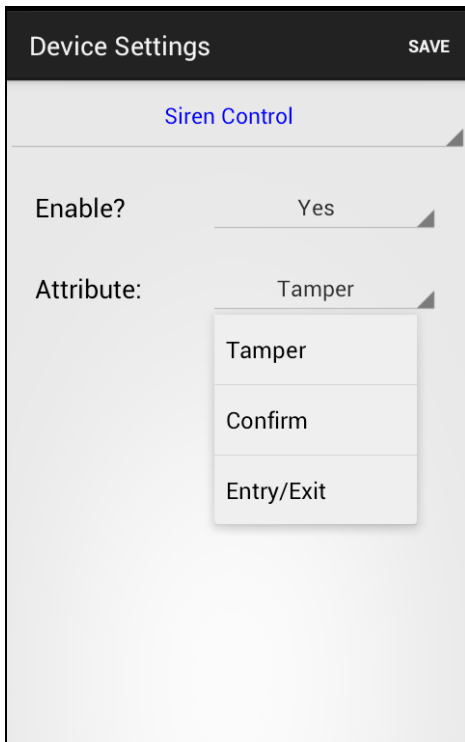 Device Settings SAVE
Siren Control
Enable? Yes
Attribute: Tamper
Tamper
Confirm
Entry/Exit